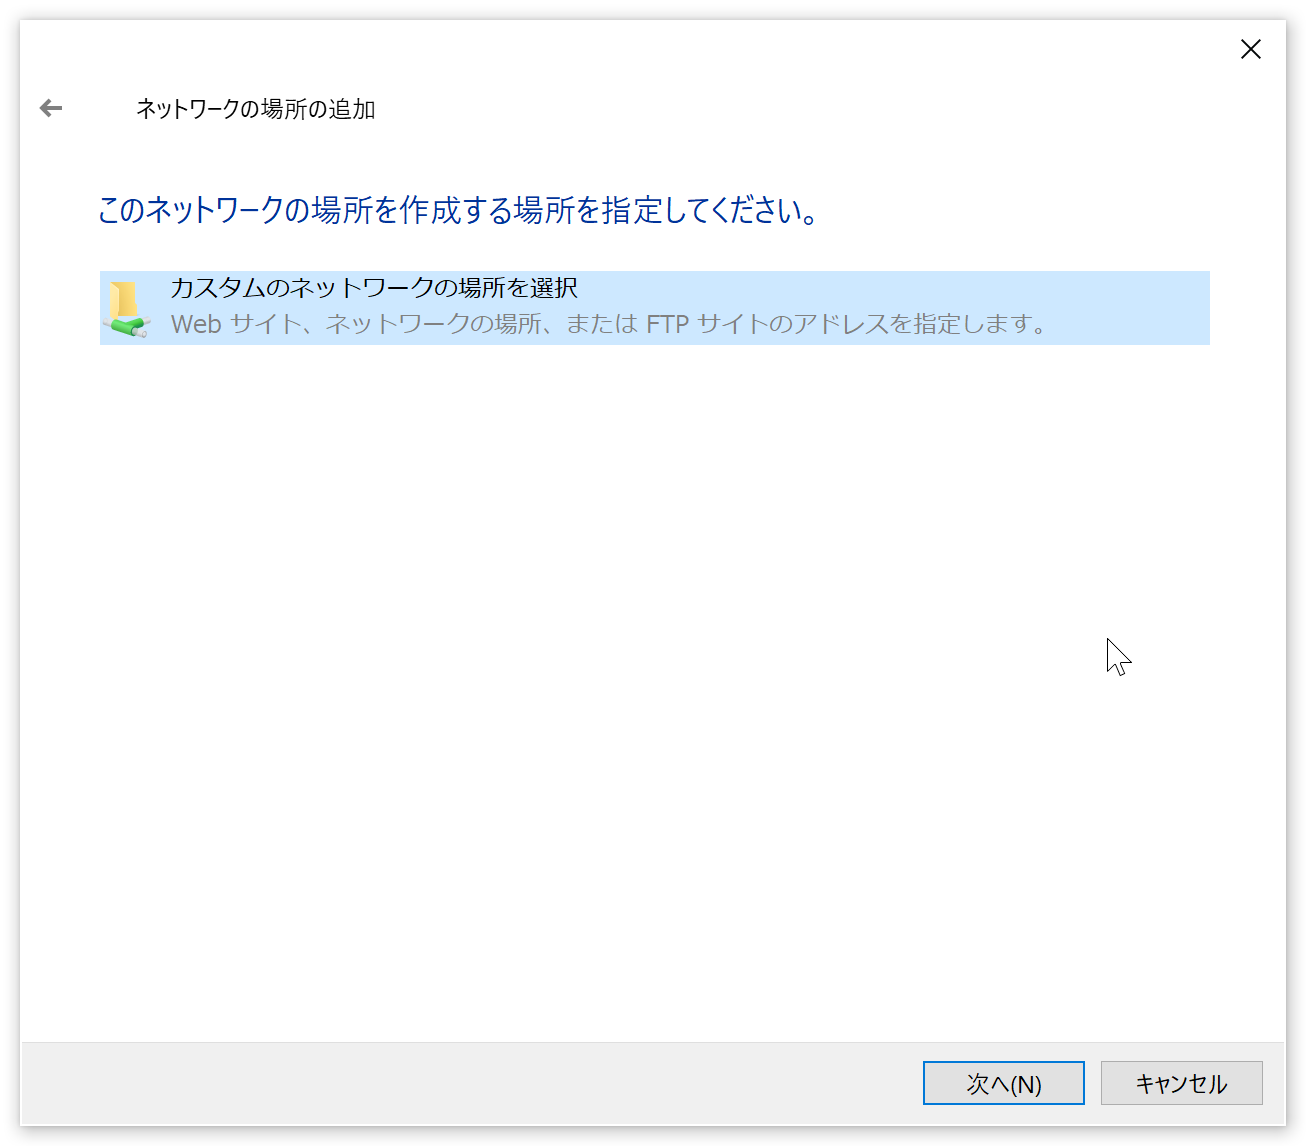 ネットワークの場所の追加
このネットワークの場所を作成する場所を指定してください。
カスタムのネットワークの場所を選択
Web サイト、ネットワークの場所、または FTP サイトのアドレスを指定します。
次へ(N)
キャンセル